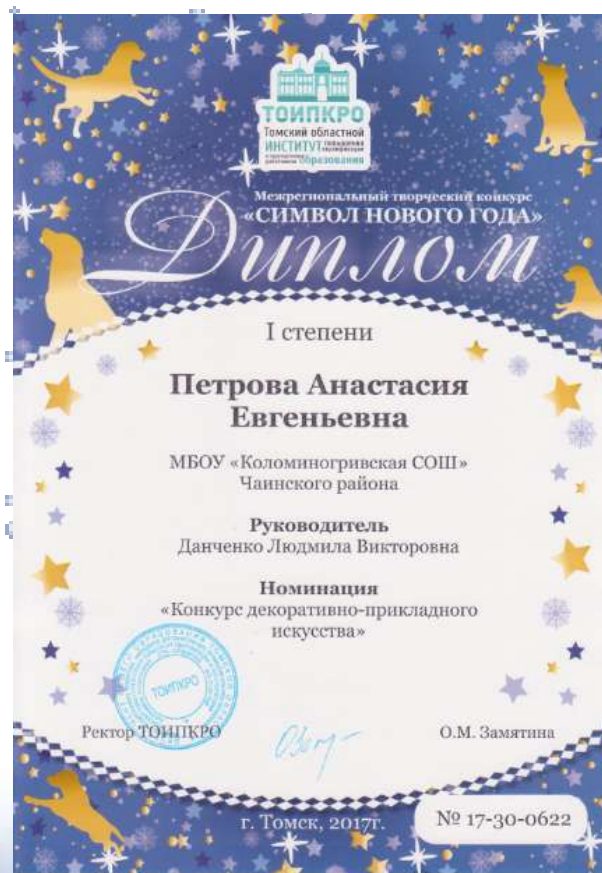 ТОИПКРО
Томский областной
ИНСТИТУТ повышения
квалификации
образования
Межрегиональный творческий конкурс
«СИМВОЛ НОВОГО ГОДА»
Диплом
I степени
Петрова Анастасия
Евгеньевна
МБОУ «Коломиногривская СОШ»
Чаинского района
Руководитель
Данченко Людмила Викторовна
Номинация
«Конкурс декоративно-прикладного
искусства»
ТОИПКРО
Ректор ТОИПКРО
О.М. Замятина
г. Томск, 2017г.
№ 17-30-0622